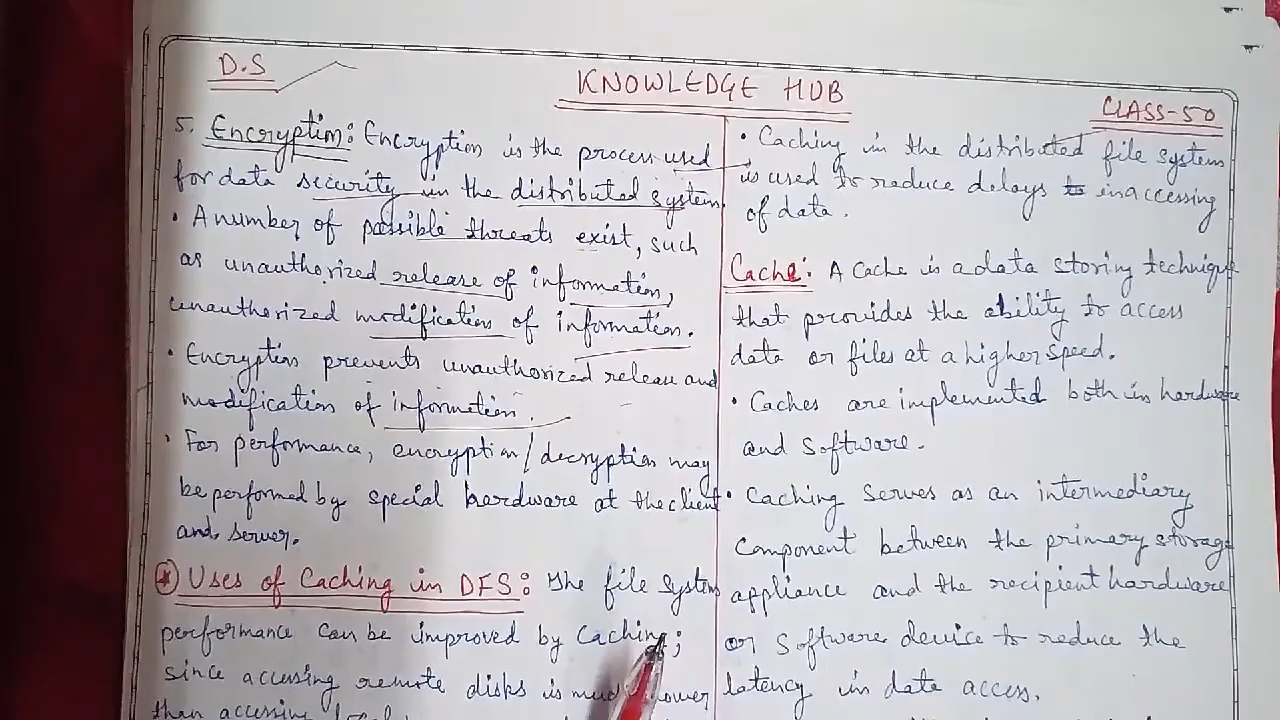 D.S
KNOWLEDGE HUB
CLASS-50
5. Encryption: Encryption is the process used
for data security in the distributed system
• A number of possible threats exist, such
as unauthorized release of information,
unauthorized modification of information.
• Encryption prevents unauthorized release and
modification of information.
• For performance, encryption/decryption may
be performed by special hardware at the client
and server.
* Uses of Caching in DFS: The file system
performance can be improved by Caching;
since accessing remote disks is much slower
than accessing
• Caching in the distributed file system
is used to reduce delays in accessing
of data.
Cache: A Cache is a data storing technique
that provides the ability to access
data or files at a higher speed.
• Caches are implemented both in hardware
and software.
• Caching serves as an intermediary
Component between the primary storage
appliance and the recipient hardware
or software device to reduce the
latency in data access.